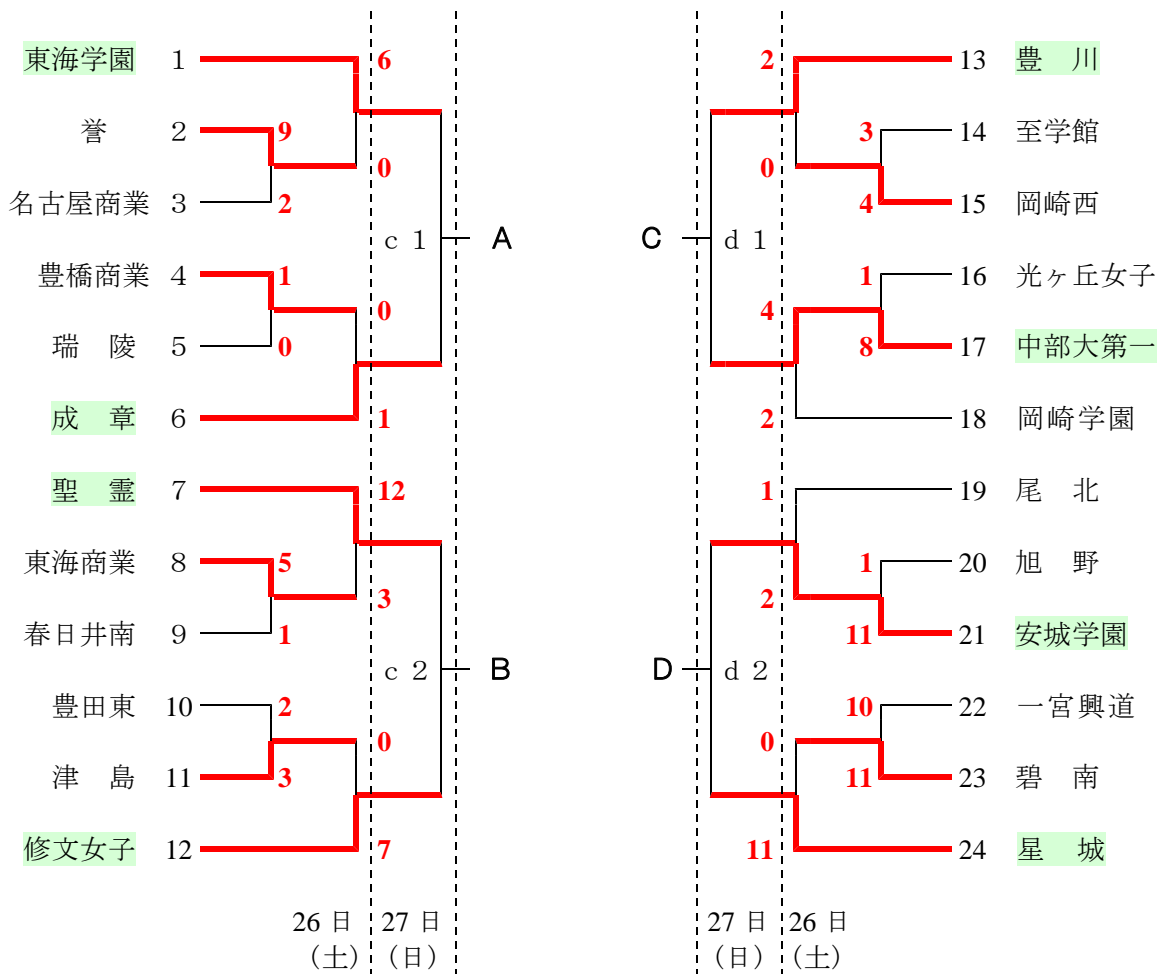 東海学園 1 6
誉 2 9
0
名古屋商業 3 2
c 1 A
豊橋商業 4 1
0
瑞 陵 5 0
成 章 6 1
聖 霊 7 12
東海商業 8 5
3
春日井南 9 1
c 2 B
豊田東 10 2
0
津 島 11 3
修文女子 12 7
26 日 27 日
（土） （日）
2 13 豊 川
3 14 至学館
0
4 15 岡崎西
C d 1
1 16 光ヶ丘女子
4
8 17 中部大第一
2 18 岡崎学園
1 19 尾 北
1 20 旭 野
2
11 21 安城学園
D d 2
10 22 一宮興道
0
11 23 碧 南
11 24 星 城
27 日 26 日
（日） （土）